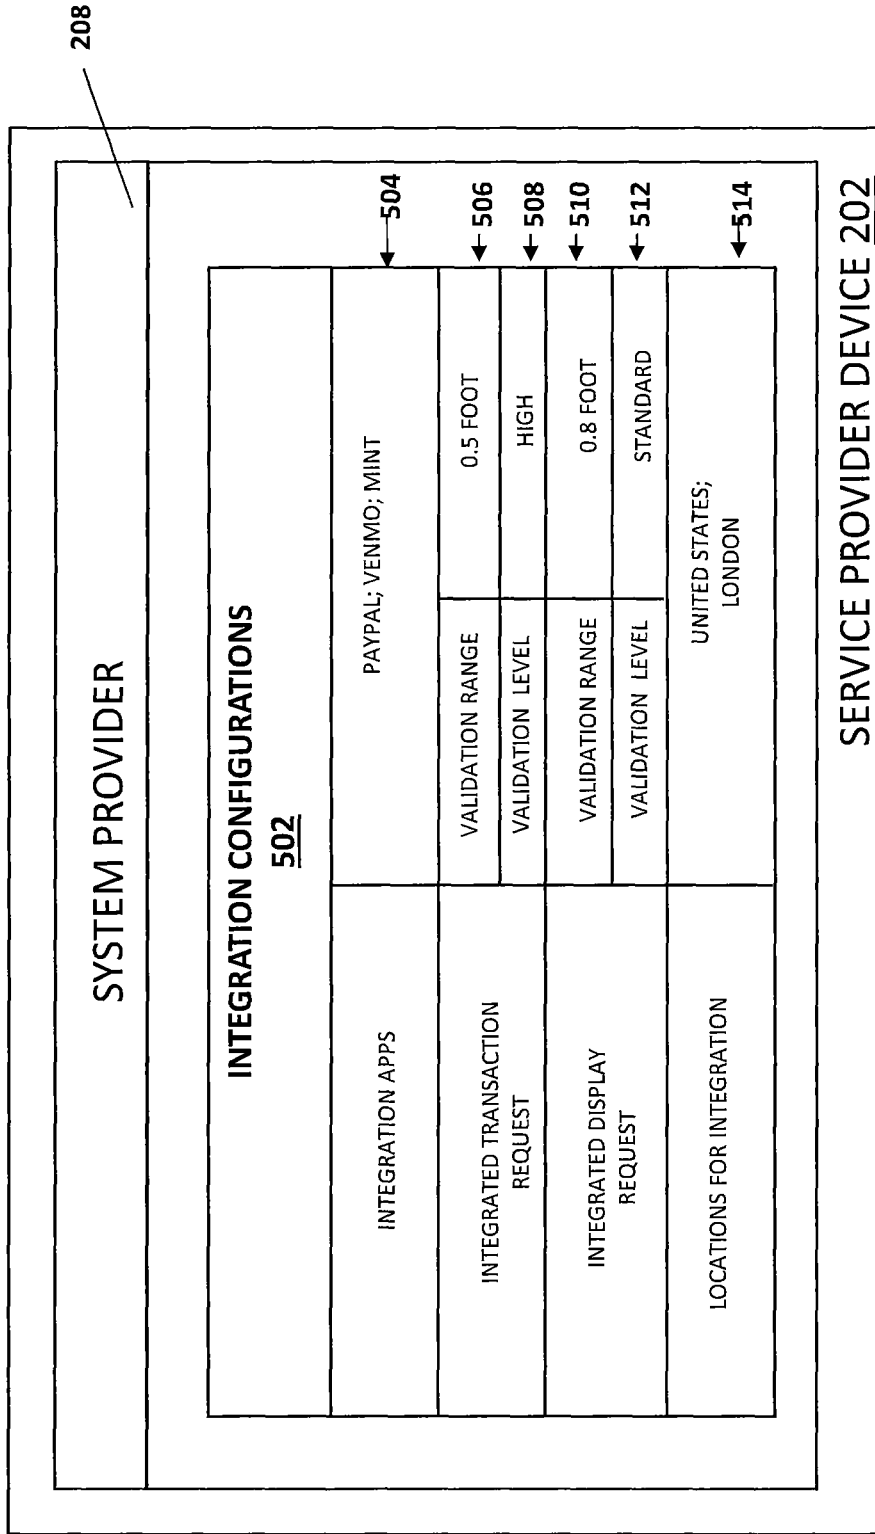 208
SYSTEM PROVIDER
INTEGRATION CONFIGURATIONS
502
INTEGRATION APPS
PAYPAL; VENMO; MINT
504
INTEGRATED TRANSACTION
REQUEST
VALIDATION RANGE
0.5 FOOT
506
VALIDATION LEVEL
HIGH
508
INTEGRATED DISPLAY
REQUEST
VALIDATION RANGE
0.8 FOOT
510
VALIDATION LEVEL
STANDARD
512
LOCATIONS FOR INTEGRATION
UNITED STATES;
LONDON
514
SERVICE PROVIDER DEVICE 202